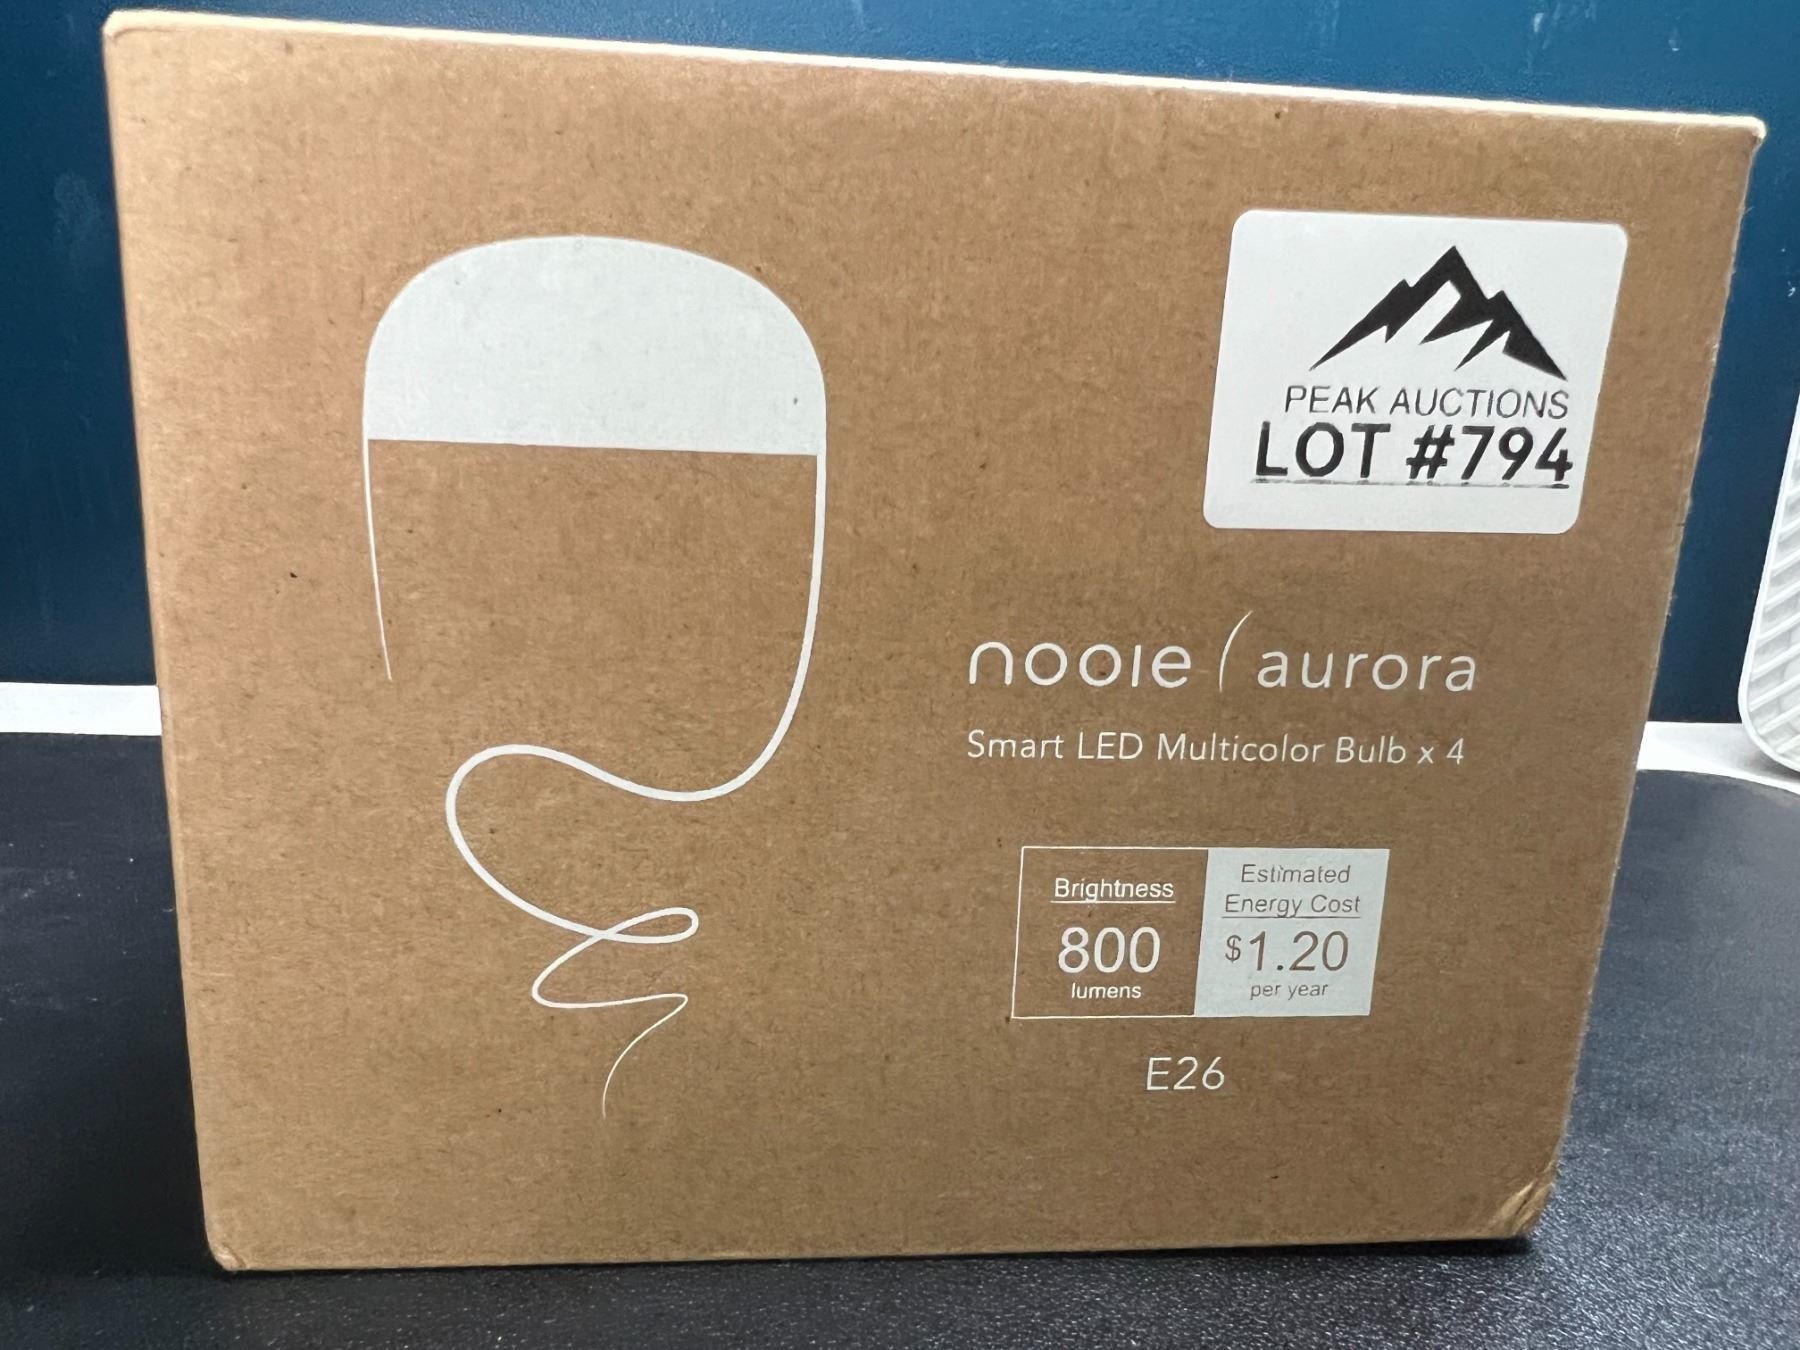 PEAK AUCTIONS
LOT #794
nooie / aurora
Smart LED Multicolor Bulb x 4
Brightness
800
lumens
Estimated
Energy Cost
$1.20
per year
E26